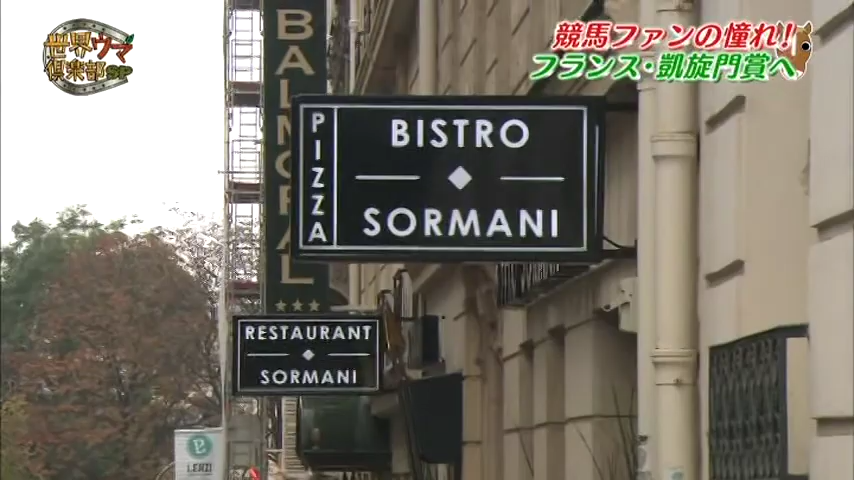 世界ウマ
倶楽部SP
競馬ファンの憧れ!
フランス・凱旋門賞へ
BALMORAL
PIZZA
BISTRO
SORMANI
RESTAURANT
SORMANI